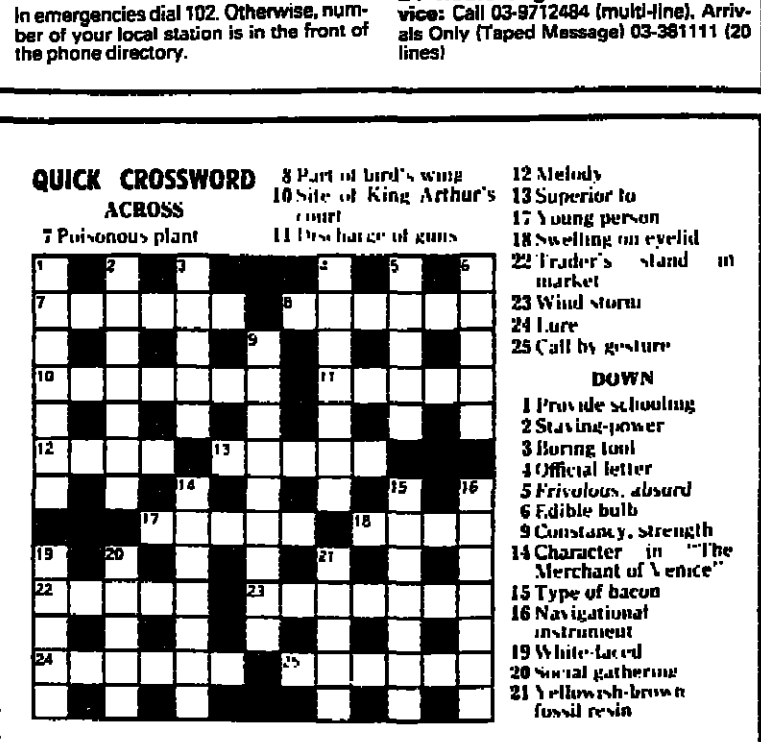 In emergencies dial 102. Otherwise, num-
ber of your local station is in the front of
the phone directory.
vice: Call 03-9712484 (multi-line). Arriv-
als Only (Taped Message) 03-381111 (20
lines)
QUICK CROSSWORD
ACROSS
7 Poisonous plant
8 Part of bird's wing
10 Site of King Arthur's
court
11 Discharge of guns
12 Melody
13 Superior to
17 Young person
18 Swelling on eyelid
22 Trader's stand in
market
23 Wind storm
24 Lure
25 Call by gesture
DOWN
1 Provide schooling
2 Staying-power
3 Boring tool
4 Official letter
5 Frivolous, absurd
6 Edible bulb
9 Constancy, strength
14 Character in "The
Merchant of Venice"
15 Type of bacon
16 Navigational
instrument
19 White-faced
20 Social gathering
21 Yellowish-brown
fossil resin
1 2 3 4 5 6
7 8
9
10 11
12 13
14 15 16
17 18
19 20 21
22 23
24 25